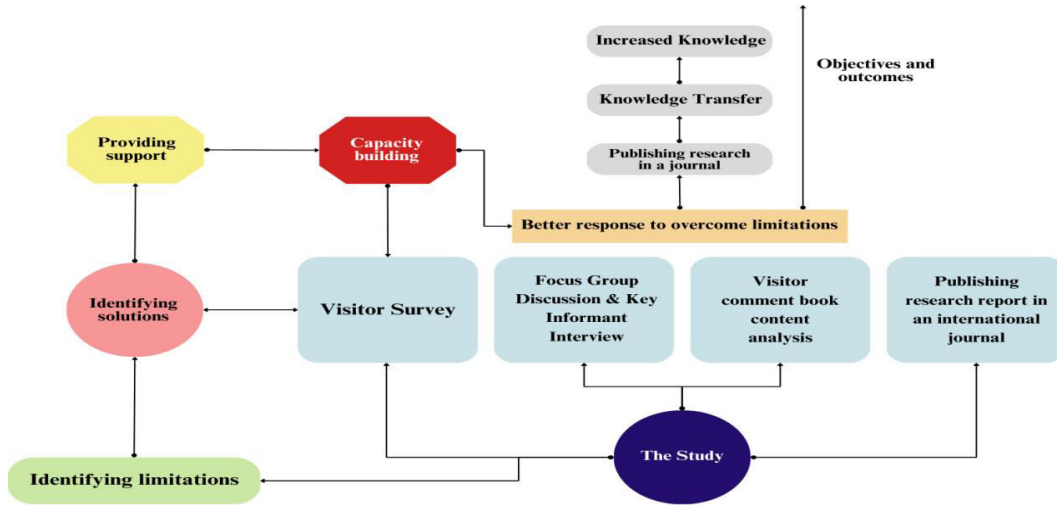 Increased Knowledge
Objectives and
outcomes
Knowledge Transfer
Providing
support
Capacity
building
Publishing research
in a journal
Better response to overcome limitations
Identifying
solutions
Visitor Survey
Focus Group
Discussion & Key
Informant
Interview
Visitor
comment book
content
analysis
Publishing
research report in
an international
journal
The Study
Identifying limitations